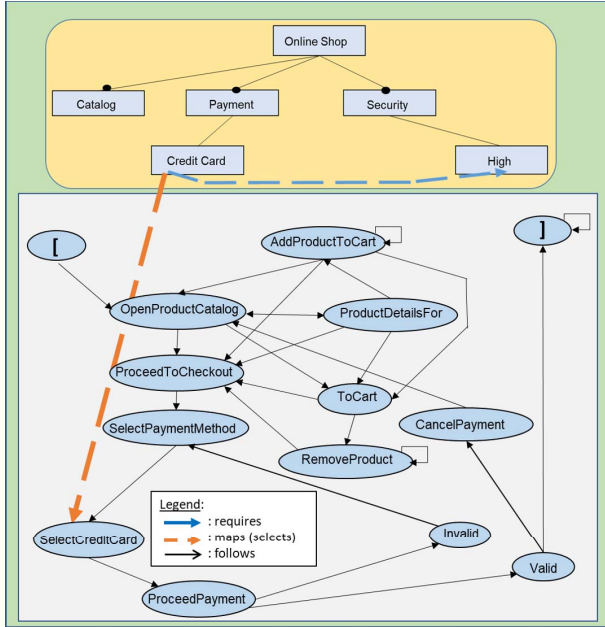 Online Shop
Catalog
Payment
Security
Credit Card
High
[
AddProductToCart
]
OpenProductCatalog
ProductDetailsFor
ProceedToCheckout
ToCart
SelectPaymentMethod
CancelPayment
RemoveProduct
Legend:
: requires
: maps (selects)
: follows
SelectCreditCard
Invalid
Valid
ProceedPayment